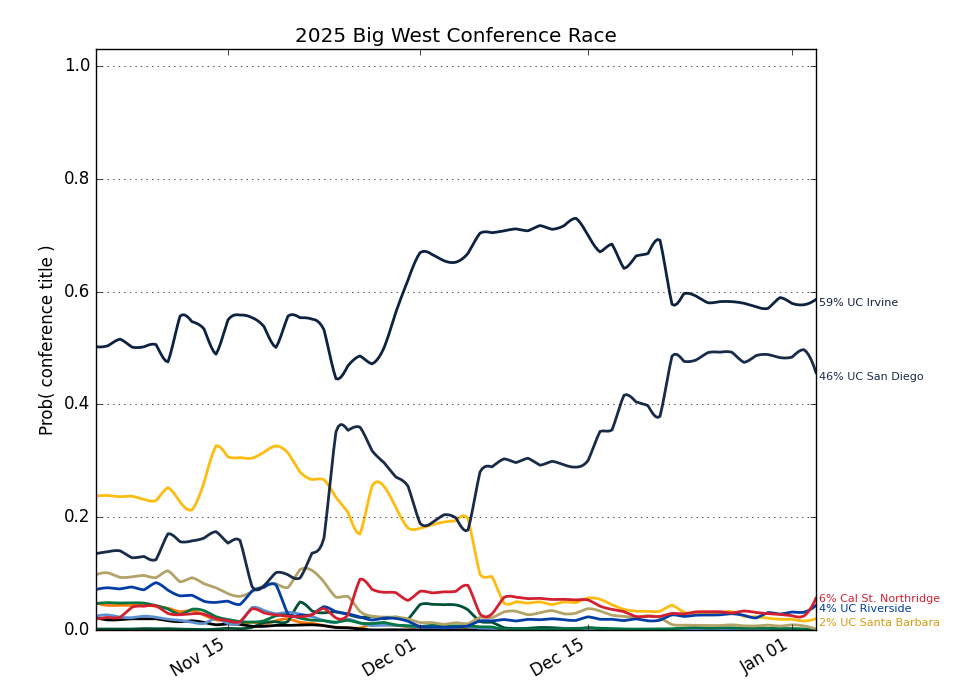 2025 Big West Conference Race
1.0
0.8
0.6
0.4
0.2
0.0
Prob( conference title )
Nov 15
Dec 01
Dec 15
Jan 01
59% UC Irvine
46% UC San Diego
6% Cal St. Northridge
4% UC Riverside
2% UC Santa Barbara